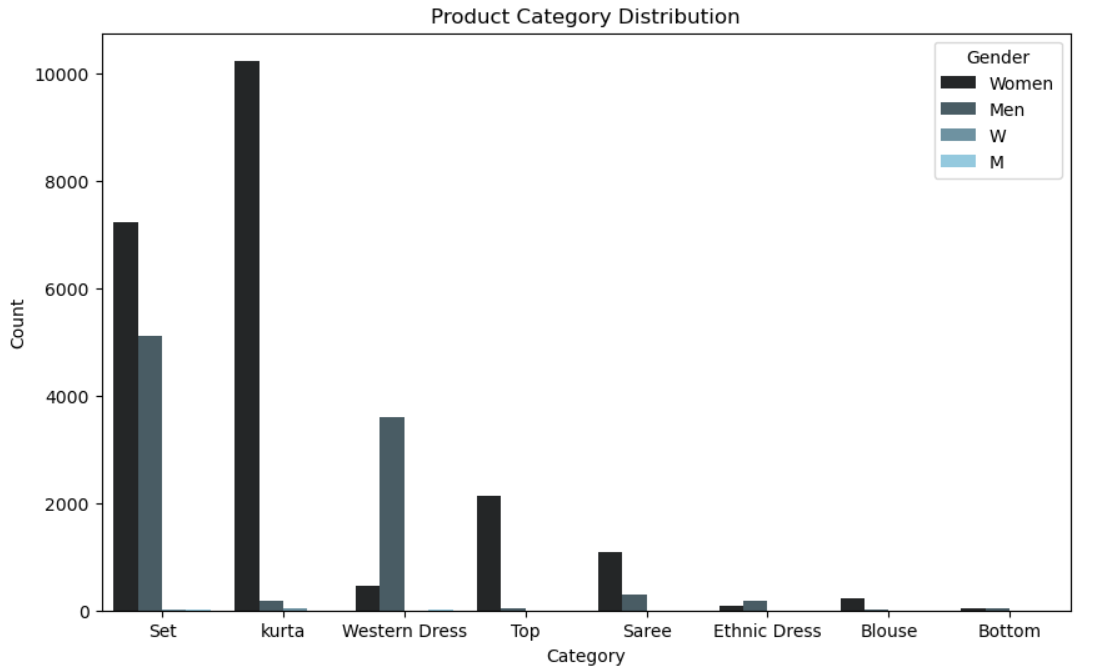 Product Category Distribution
Gender
Women
Men
W
M
10000
8000
6000
4000
2000
0
Count
Set kurta Western Dress Top Saree Ethnic Dress Blouse Bottom
Category